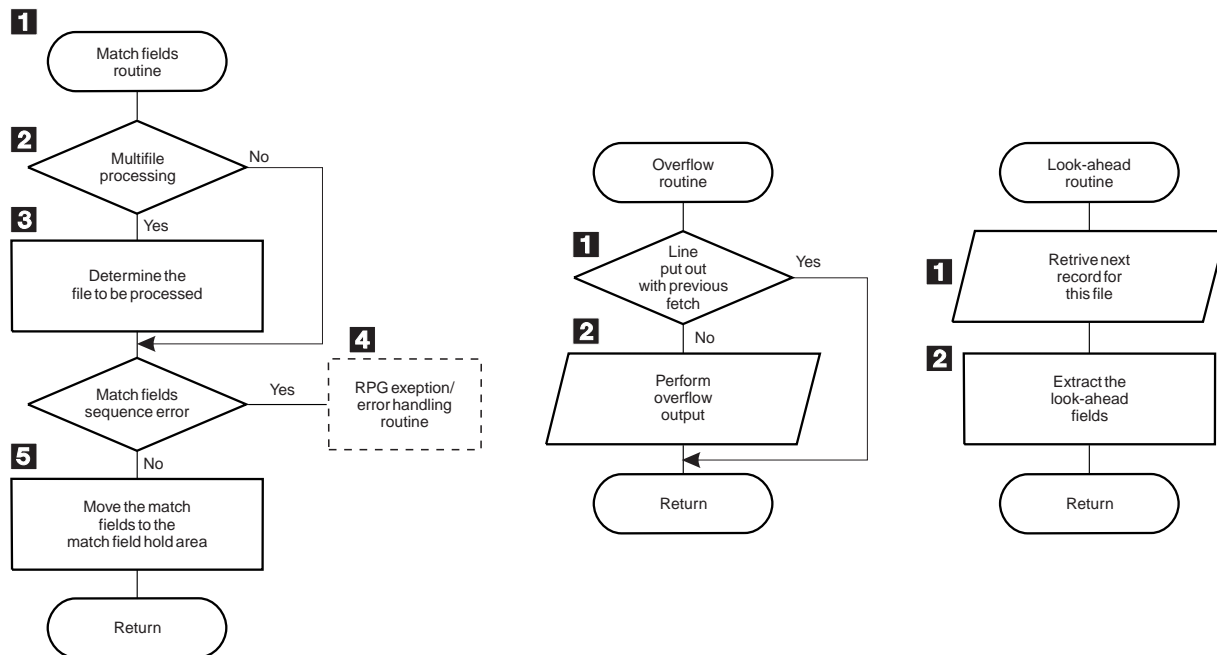 1
Match fields
routine
2
Multifile
processing
No
Yes
3
Determine the
file to be processed
4
Match fields
sequence error
Yes
RPG exeption/
error handling
routine
No
5
Move the match
fields to the
match field hold area
Return
Overflow
routine
1
Line
put out
with previous
fetch
Yes
No
2
Perform
overflow
output
Return
Look-ahead
routine
1
Retrive next
record for
this file
2
Extract the
look-ahead
fields
Return